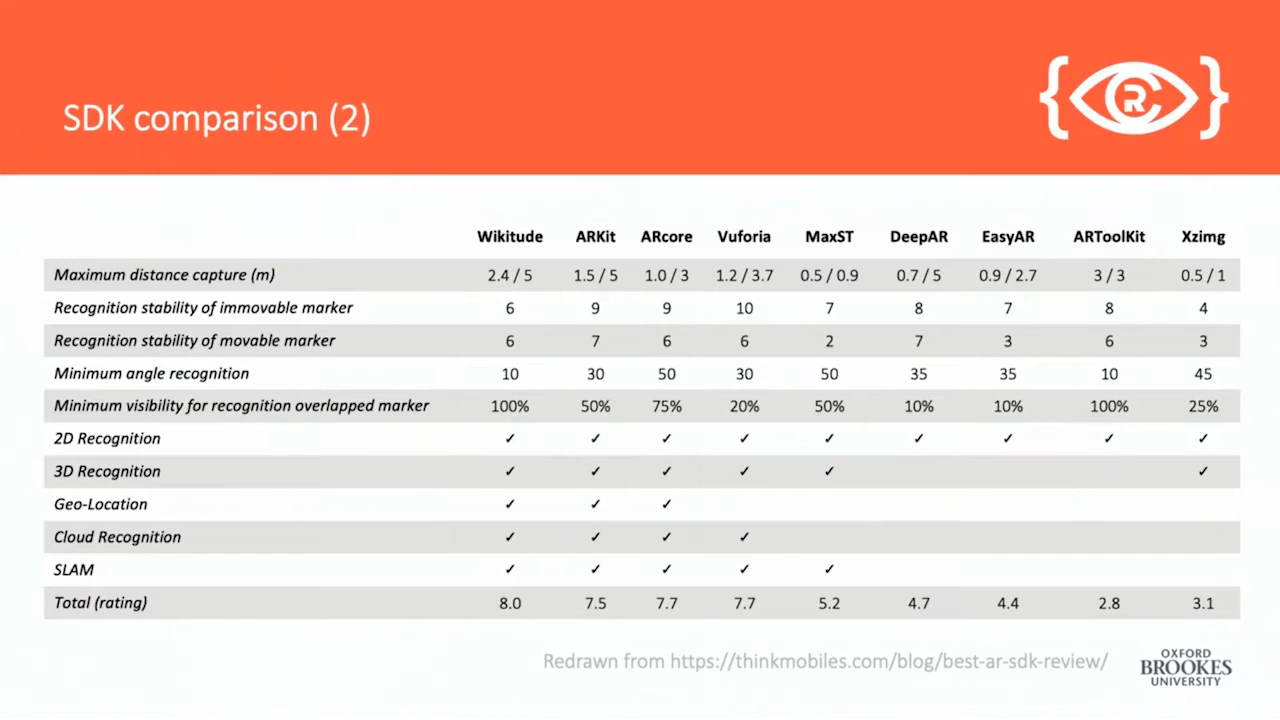 SDK comparison (2)
{ RC }
Wikitude ARKit ARcore Vuforia MaxST DeepAR EasyAR ARToolKit Xzimg
Maximum distance capture (m) 2.4 / 5 1.5 / 5 1.0 / 3 1.2 / 3.7 0.5 / 0.9 0.7 / 5 0.9 / 2.7 3 / 3 0.5 / 1
Recognition stability of immovable marker 6 9 9 10 7 8 7 8 4
Recognition stability of movable marker 6 7 6 6 2 7 3 6 3
Minimum angle recognition 10 30 50 30 50 35 35 10 45
Minimum visibility for recognition overlapped marker 100% 50% 75% 20% 50% 10% 10% 100% 25%
2D Recognition ✓ ✓ ✓ ✓ ✓ ✓ ✓ ✓ ✓
3D Recognition ✓ ✓ ✓ ✓ ✓ ✓
Geo-Location ✓ ✓ ✓
Cloud Recognition ✓ ✓ ✓ ✓
SLAM ✓ ✓ ✓ ✓ ✓
Total (rating) 8.0 7.5 7.7 7.7 5.2 4.7 4.4 2.8 3.1
Redrawn from https://thinkmobiles.com/blog/best-ar-sdk-review/
OXFORD
BROOKES
UNIVERSITY